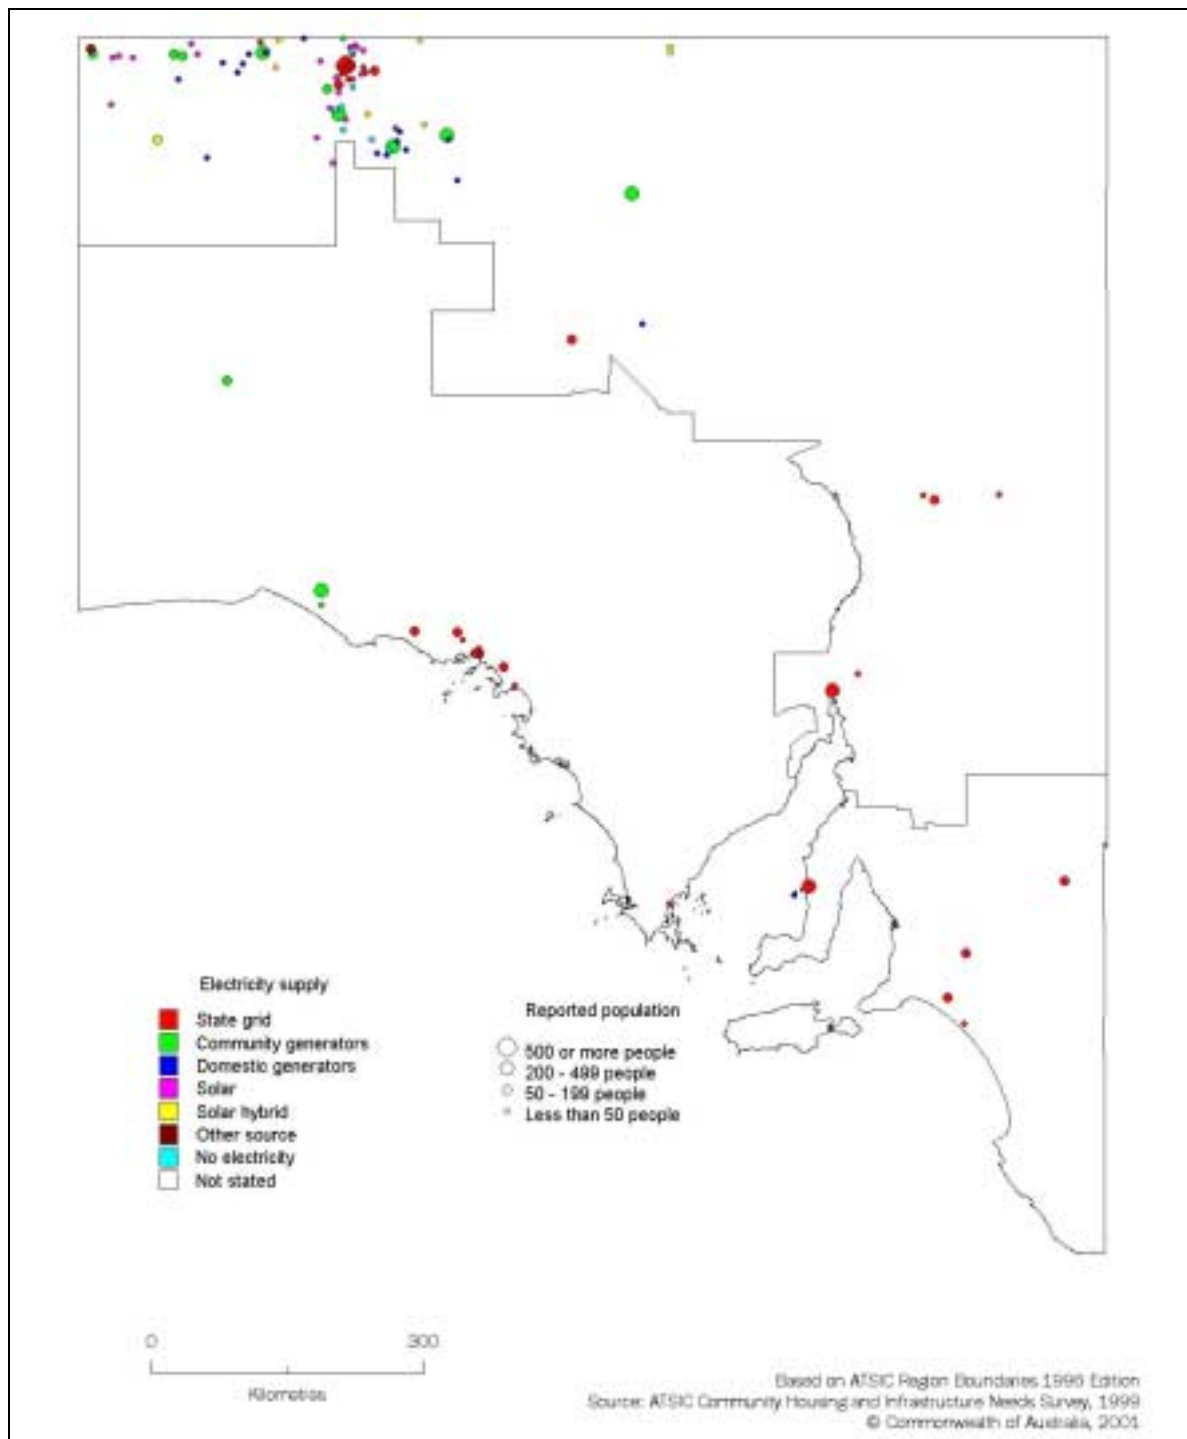 Electricity supply
State grid
Community generators
Domestic generators
Solar
Solar hybrid
Other source
No electricity
Not stated
Reported population
500 or more people
200 - 499 people
50 - 199 people
Less than 50 people
0 300
Kilometres
Based on ATSIC Region Boundaries 1996 Edition
Source: ATSIC Community Housing and Infrastructure Needs Survey, 1999
© Commonwealth of Australia, 2001